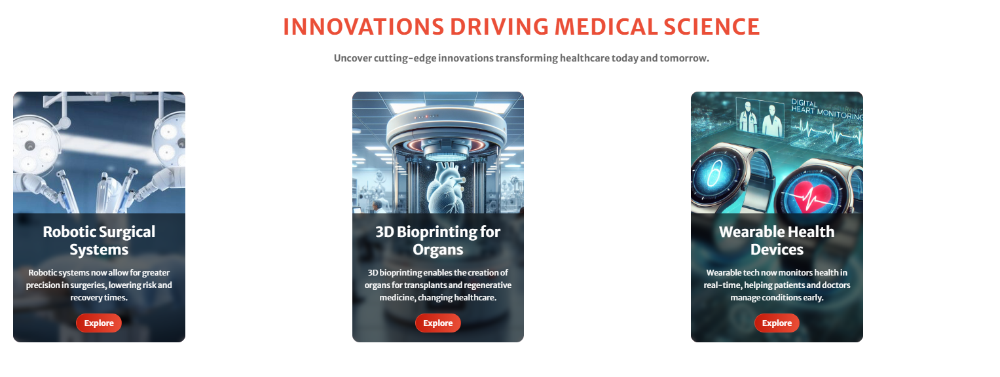 INNOVATIONS DRIVING MEDICAL SCIENCE
Uncover cutting-edge innovations transforming healthcare today and tomorrow.
DIGITAL
HEART MONITORING
Robotic Surgical
Systems
Robotic systems now allow for greater
precision in surgeries, lowering risk and
recovery times.
Explore
3D Bioprinting for
Organs
3D bioprinting enables the creation of
organs for transplants and regenerative
medicine, changing healthcare.
Explore
Wearable Health
Devices
Wearable tech now monitors health in
real-time, helping patients and doctors
manage conditions early.
Explore